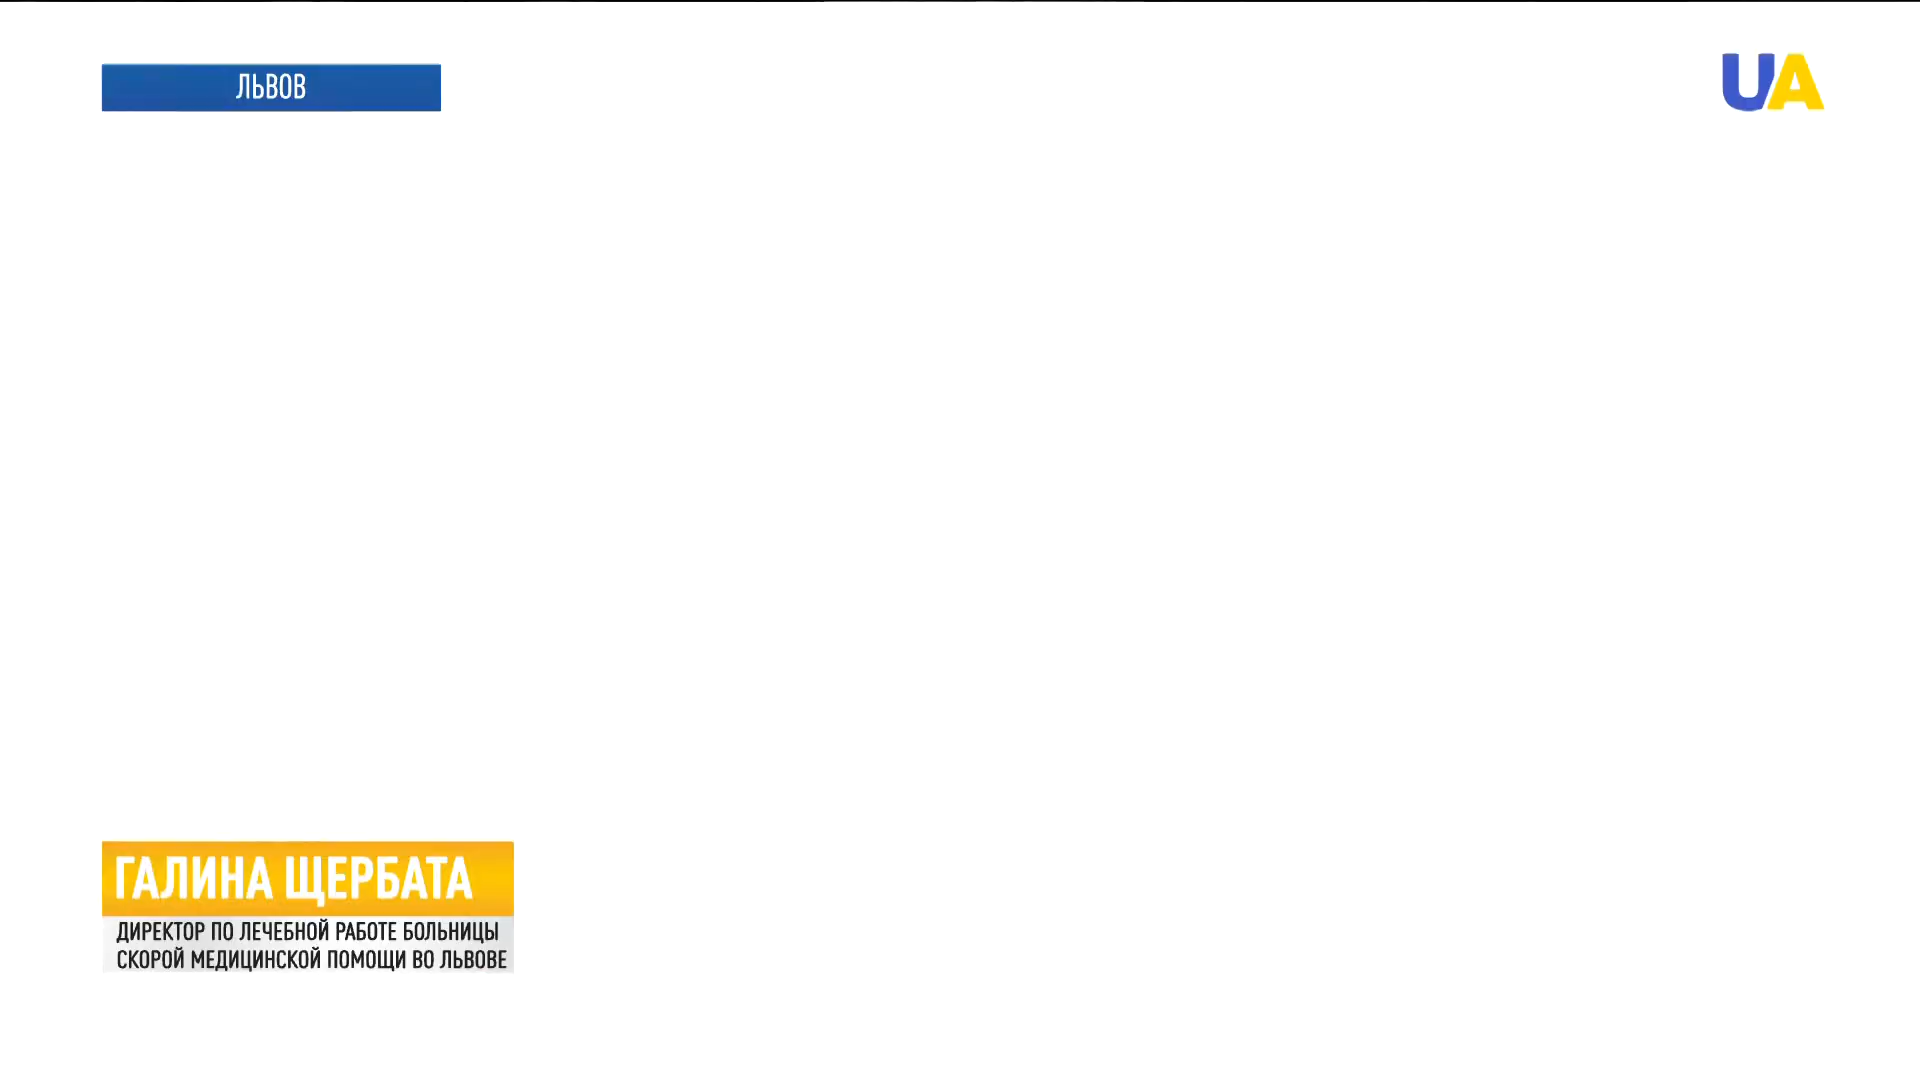 ЛЬВОВ
UA
ГАЛИНА ЩЕРБАТА
ДИРЕКТОР ПО ЛЕЧЕБНОЙ РАБОТЕ БОЛЬНИЦЫ
СКОРОЙ МЕДИЦИНСКОЙ ПОМОЩИ ВО ЛЬВОВЕ